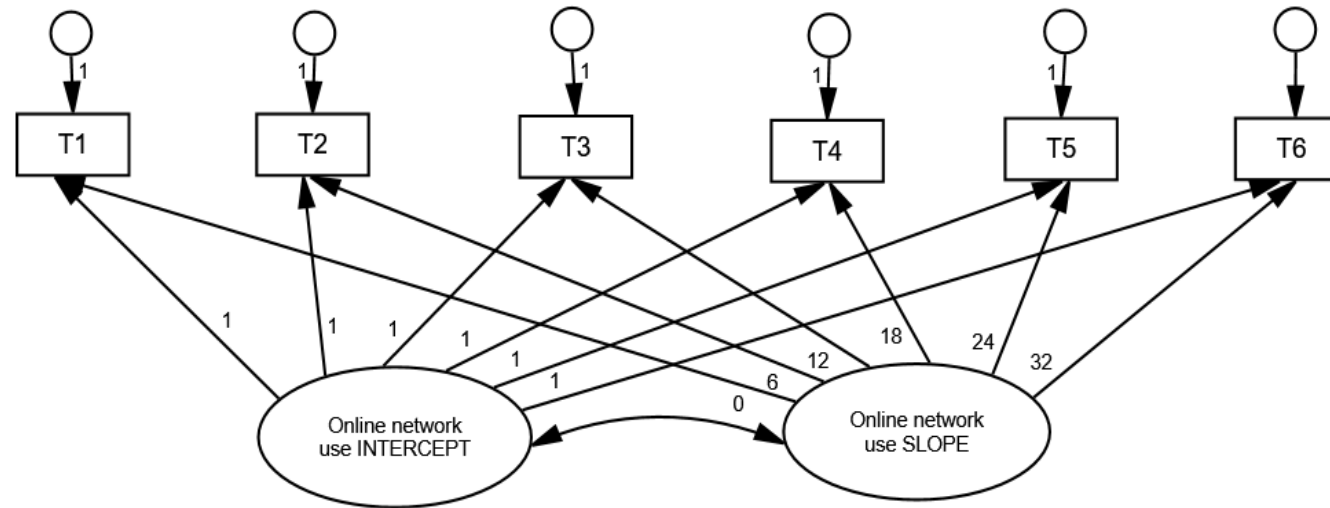 1
1
1
1
1
T1
T2
T3
T4
T5
T6
1
1
1
1
1
1
0
6
12
18
24
32
Online network
use INTERCEPT
Online network
use SLOPE